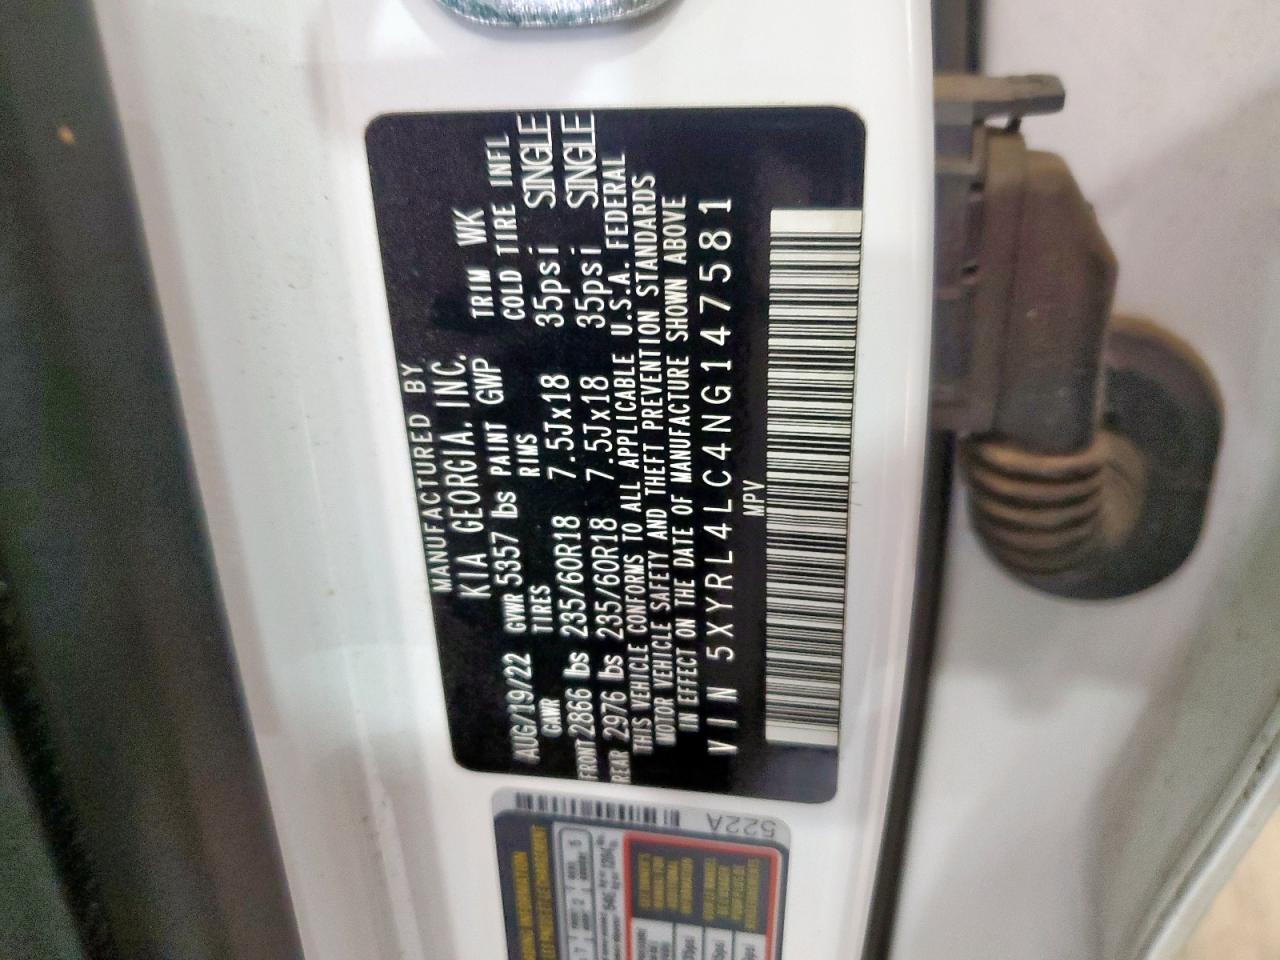 MANUFACTURED BY
KIA GEORGIA, INC.
AUG/19/22 GVWR 5357 lbs PAINT GWP TRIM WK
GAWR TIRES RIMS COLD TIRE INFL
FRONT 2866 lbs 235/60R18 7.5Jx18 35psi SINGLE
REAR 2976 lbs 235/60R18 7.5Jx18 35psi SINGLE
THIS VEHICLE CONFORMS TO ALL APPLICABLE U.S.A. FEDERAL
MOTOR VEHICLE SAFETY AND THEFT PREVENTION STANDARDS
IN EFFECT ON THE DATE OF MANUFACTURE SHOWN ABOVE
VIN 5XYRL4LC4NG147581
MPV
522A